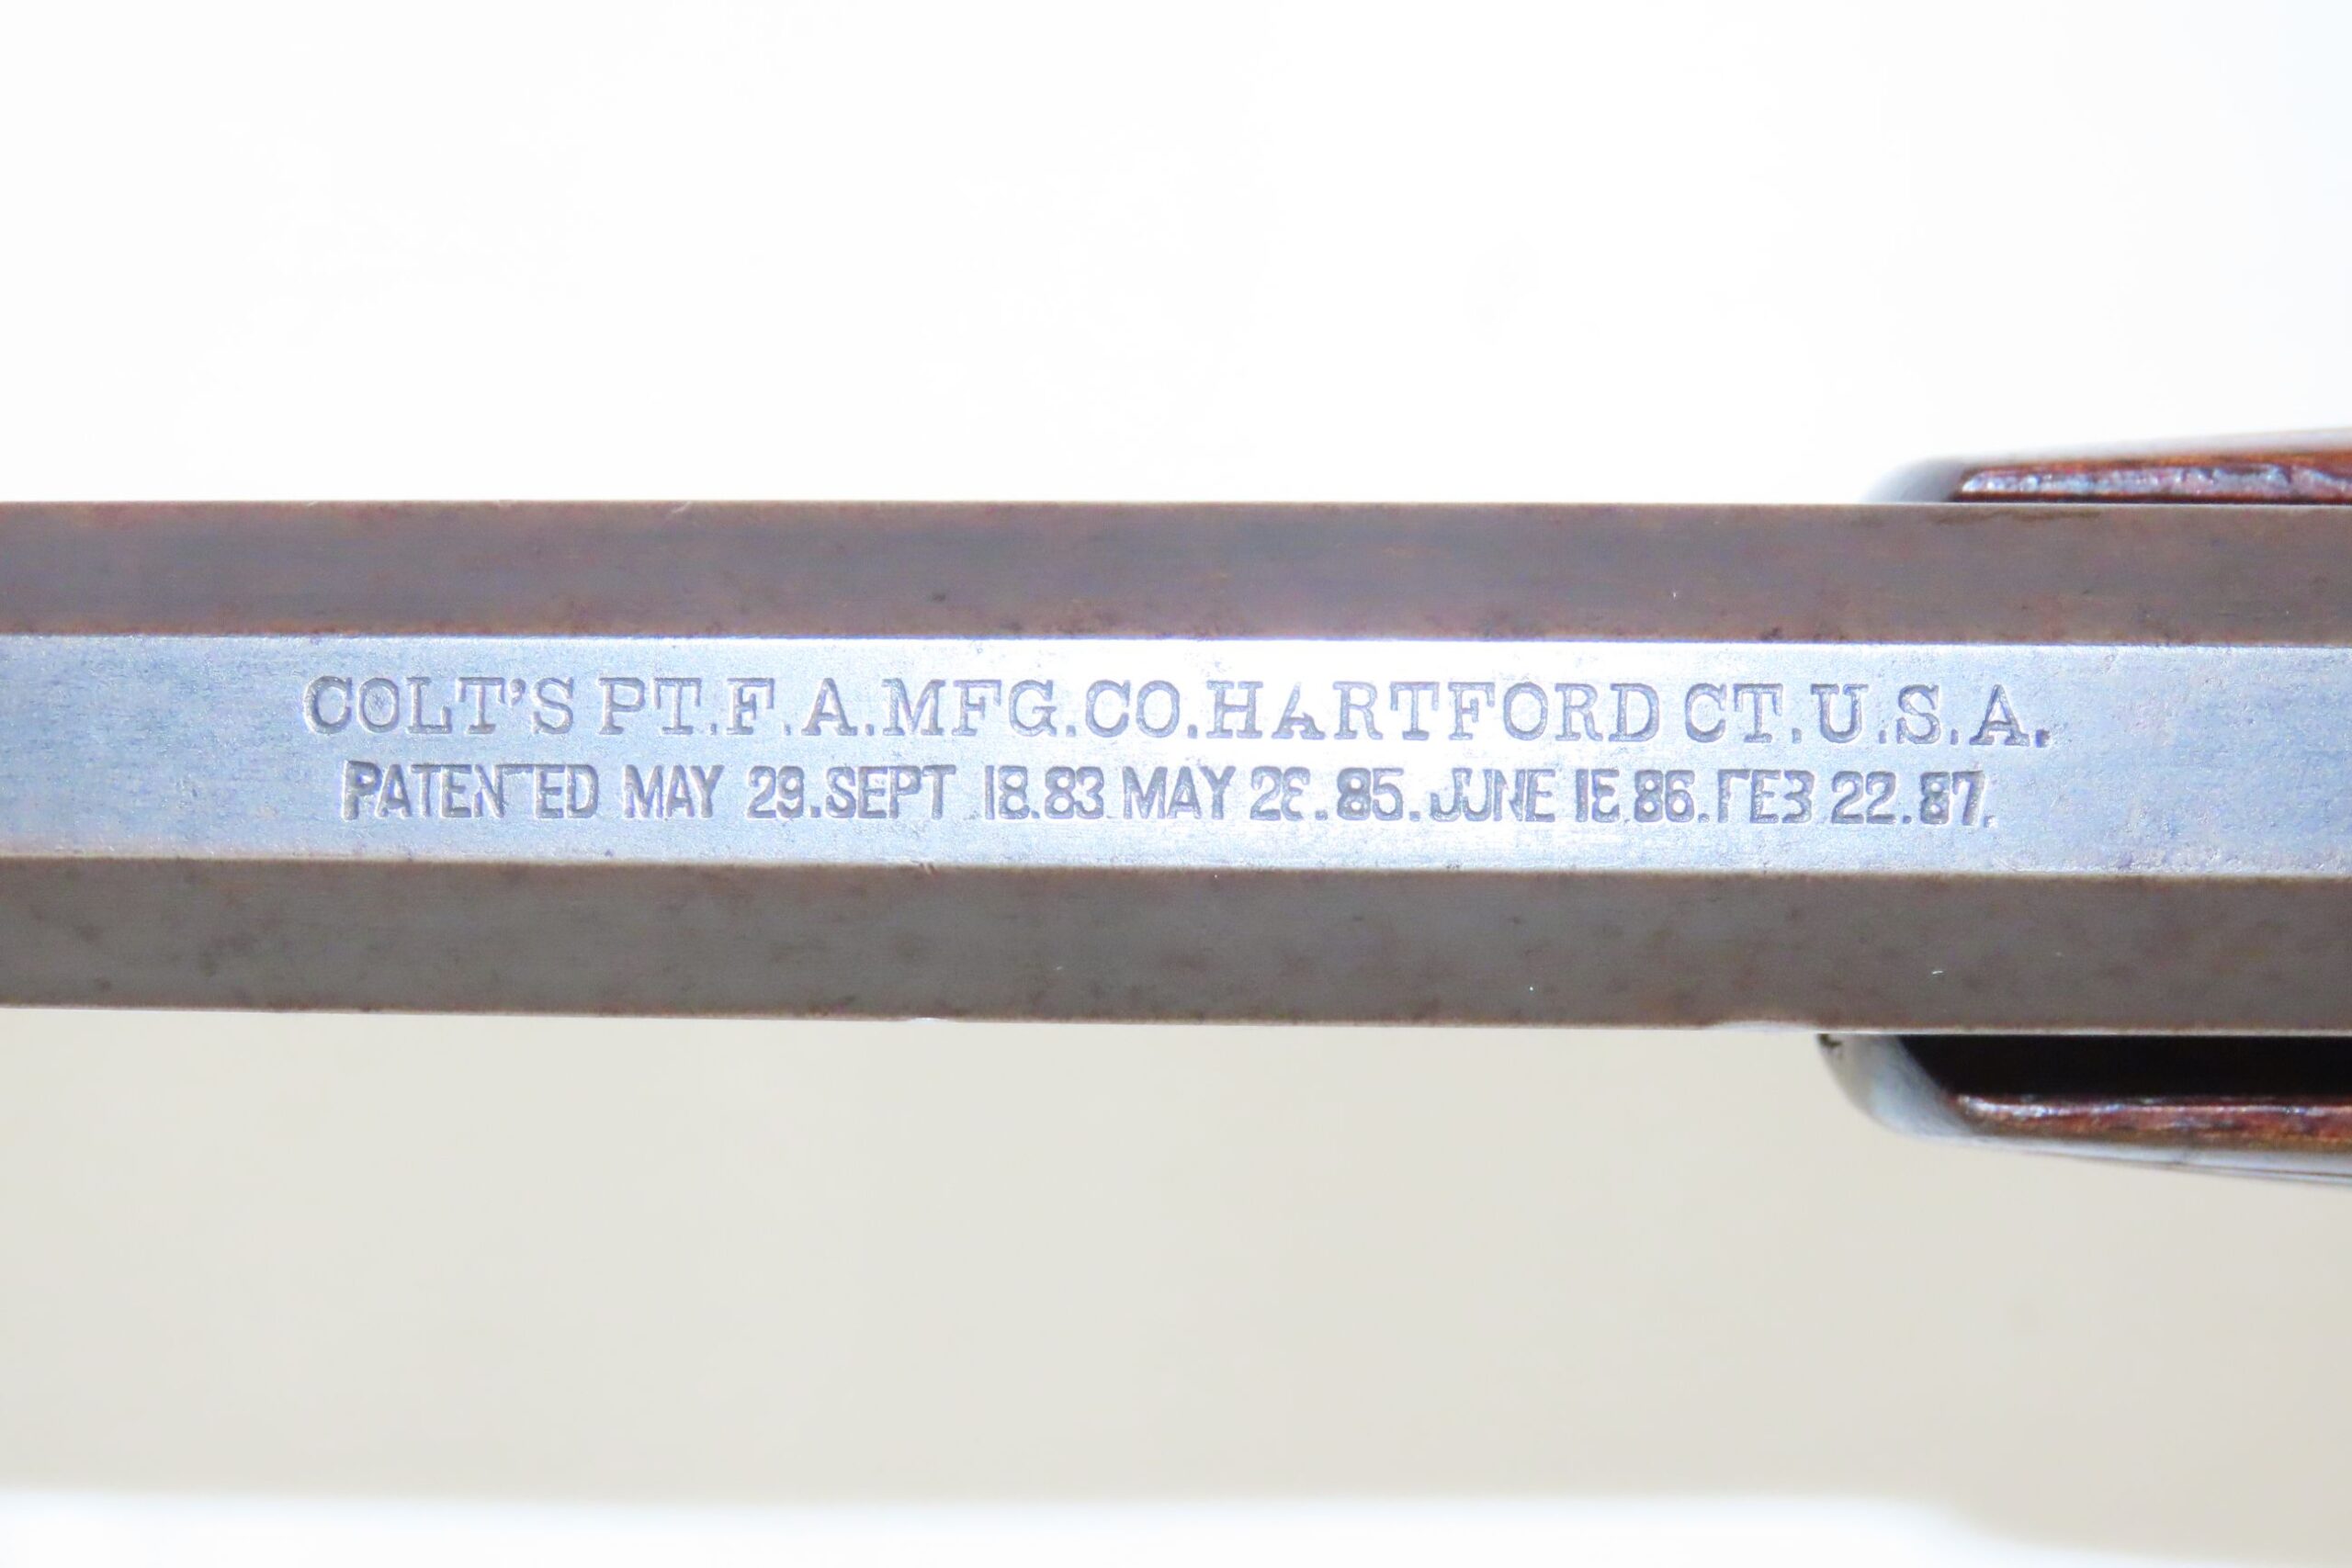 COLT'S PT.F.A.MFG.CO.HARTFORD CT.U.S.A.
PATENTED MAY 29.SEPT 18.83 MAY 26.85.JUNE 15.86.FEB 22.87.